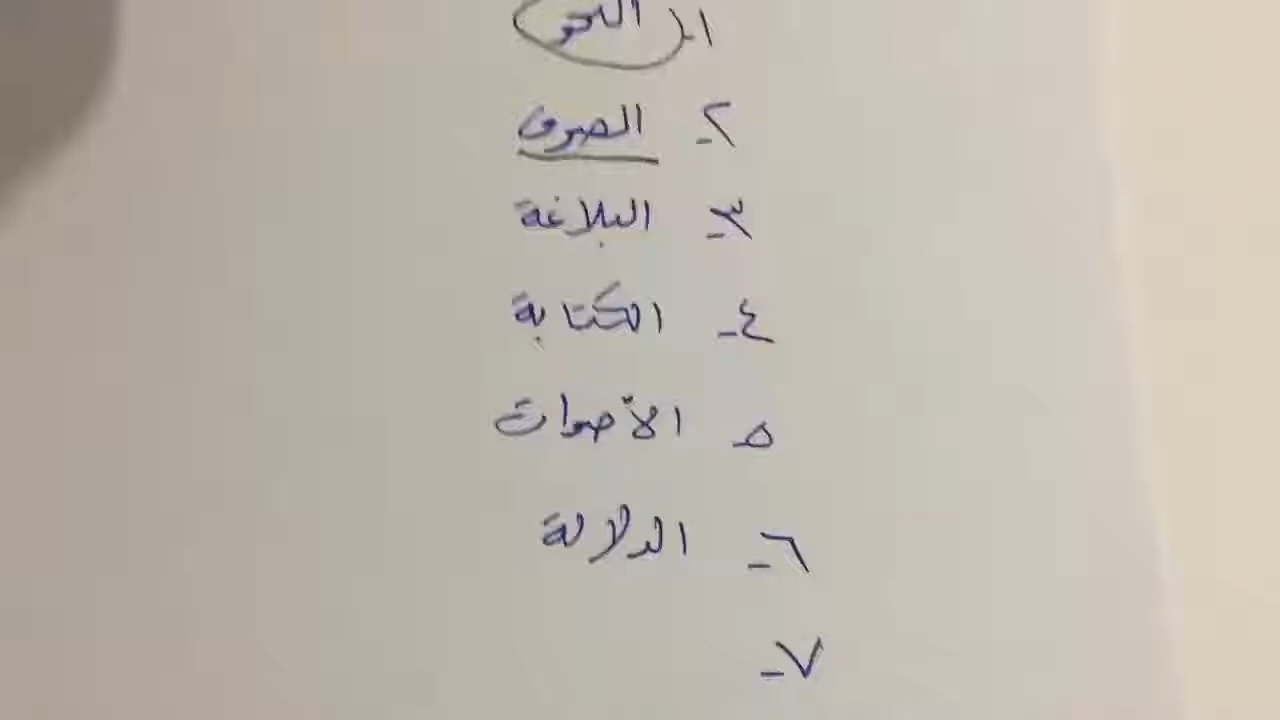 ١- النحو
٢- الصرف
٣- البلاغة
٤- الكتابة
٥- الأصوات
٦- الدلالة
٧-